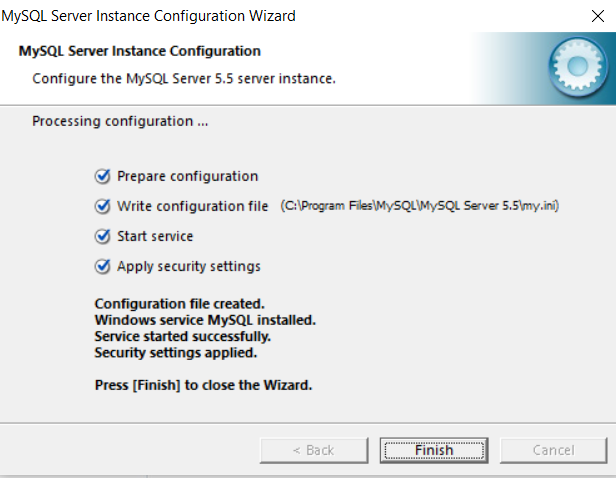 MySQL Server Instance Configuration Wizard
MySQL Server Instance Configuration
Configure the MySQL Server 5.5 server instance.
Processing configuration ...
Prepare configuration
Write configuration file (C:\Program Files\MySQL\MySQL Server 5.5\my.ini)
Start service
Apply security settings
Configuration file created.
Windows service MySQL installed.
Service started successfully.
Security settings applied.
Press [Finish] to close the Wizard.
< Back Finish Cancel